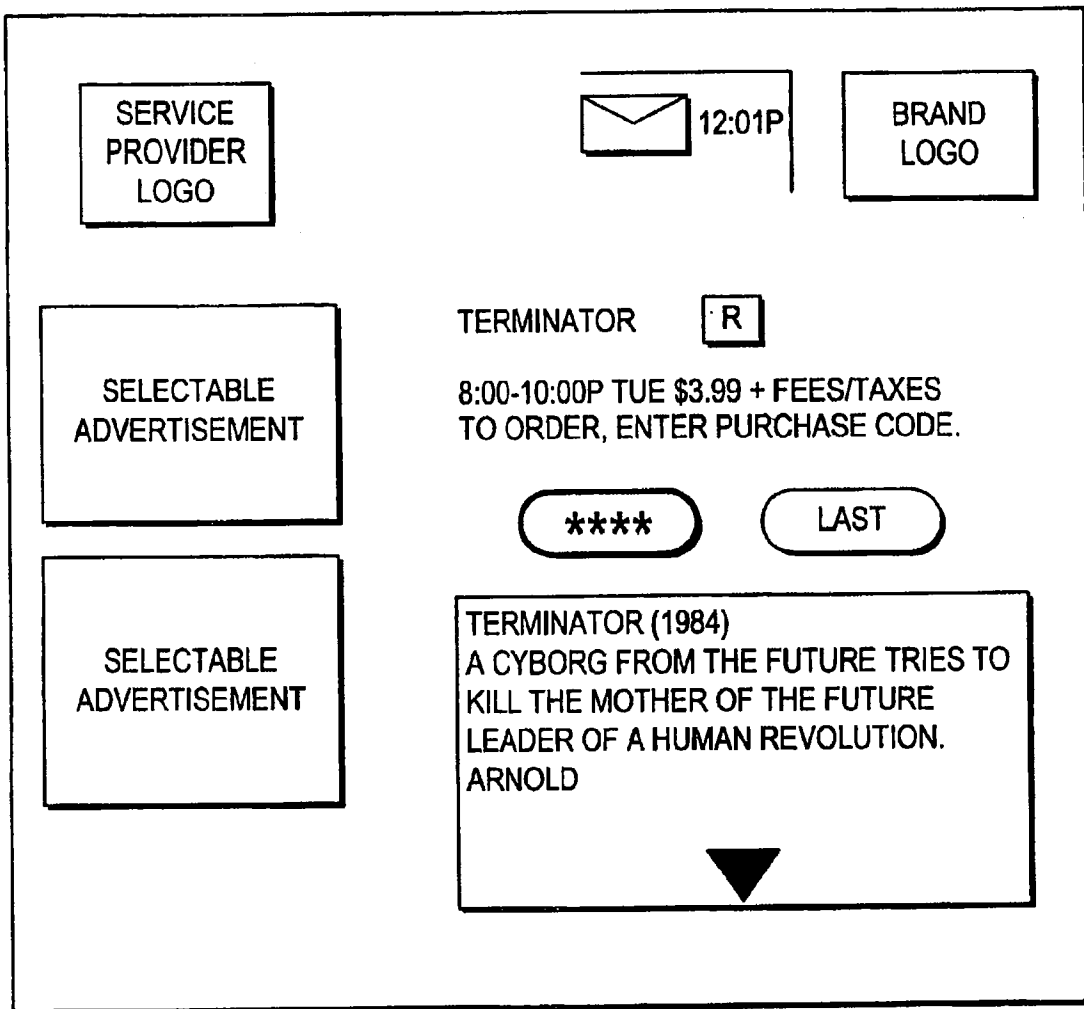 SERVICE
PROVIDER
LOGO
12:01P
BRAND
LOGO
SELECTABLE
ADVERTISEMENT
TERMINATOR R
8:00-10:00P TUE $3.99 + FEES/TAXES
TO ORDER, ENTER PURCHASE CODE.
**** LAST
SELECTABLE
ADVERTISEMENT
TERMINATOR (1984)
A CYBORG FROM THE FUTURE TRIES TO
KILL THE MOTHER OF THE FUTURE
LEADER OF A HUMAN REVOLUTION.
ARNOLD